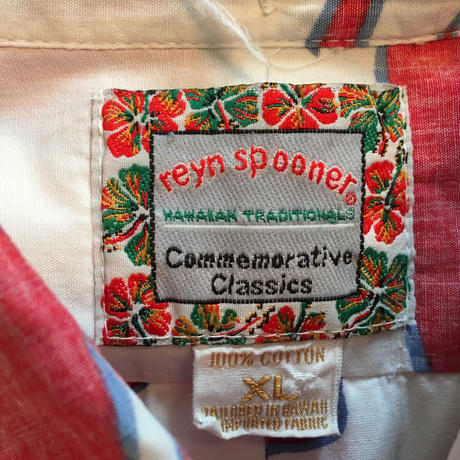 reyn spooner®
HAWAIIAN TRADITIONALS
Commemorative
Classics
100% COTTON
XL
TAILORED IN HAWAII
IMPORTED FABRIC